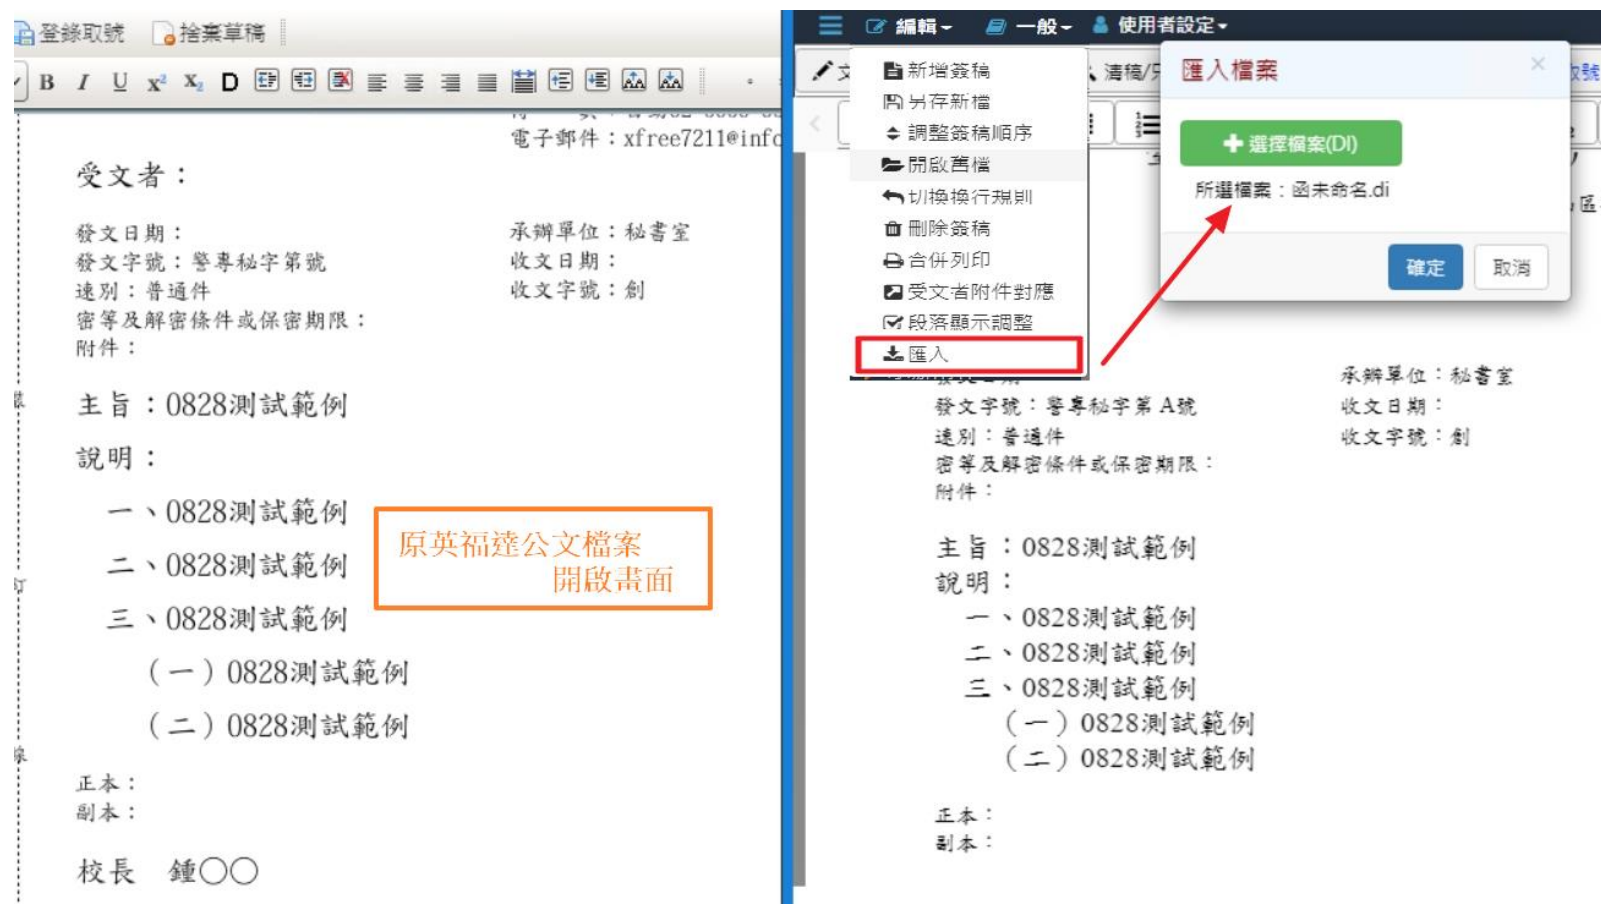 登錄取號 捨棄草稿
B I U x² X₂ D
電子郵件：xfree7211@info
受文者：
發文日期：
承辦單位：秘書室
發文字號：警專秘字第號
收文日期：
速別：普通件
收文字號：創
密等及解密條件或保密期限：
附件：
主旨：0828測試範例
說明：
一、0828測試範例
二、0828測試範例
三、0828測試範例
（一）0828測試範例
（二）0828測試範例
正本：
副本：
校長 鍾〇〇
訂
線
原英福達公文檔案
開啟畫面
編輯 一般 使用者設定
文
清稿/
取號
新增簽稿
另存新檔
調整簽稿順序
開啟舊檔
切換換行規則
刪除簽稿
合併列印
受文者附件對應
段落顯示調整
匯入
匯入檔案
×
選擇檔案(DI)
所選檔案：函未命名.di
確定 取消
區
承辦單位：秘書室
發文字號：警專秘字第 A號
收文日期：
速別：普通件
收文字號：創
密等及解密條件或保密期限：
附件：
主旨：0828測試範例
說明：
一、0828測試範例
二、0828測試範例
三、0828測試範例
（一）0828測試範例
（二）0828測試範例
正本：
副本：